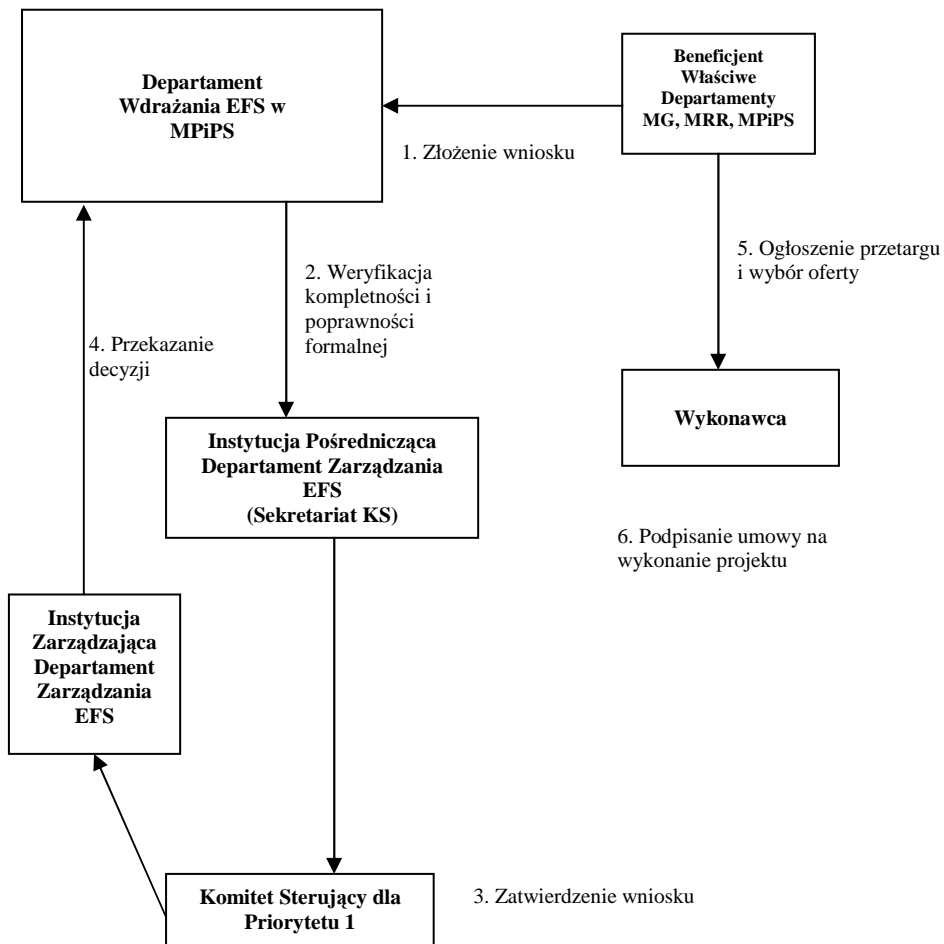 Departament
Wdrażania EFS w
MPiPS
Beneficjent
Właściwe
Departamenty
MG, MRR, MPiPS
1. Złożenie wniosku
2. Weryfikacja
kompletności i
poprawności
formalnej
5. Ogłoszenie przetargu
i wybór oferty
4. Przekazanie
decyzji
Wykonawca
Instytucja Pośrednicząca
Departament Zarządzania
EFS
(Sekretariat KS)
6. Podpisanie umowy na
wykonanie projektu
Instytucja
Zarządzająca
Departament
Zarządzania
EFS
Komitet Sterujący dla
Priorytetu 1
3. Zatwierdzenie wniosku